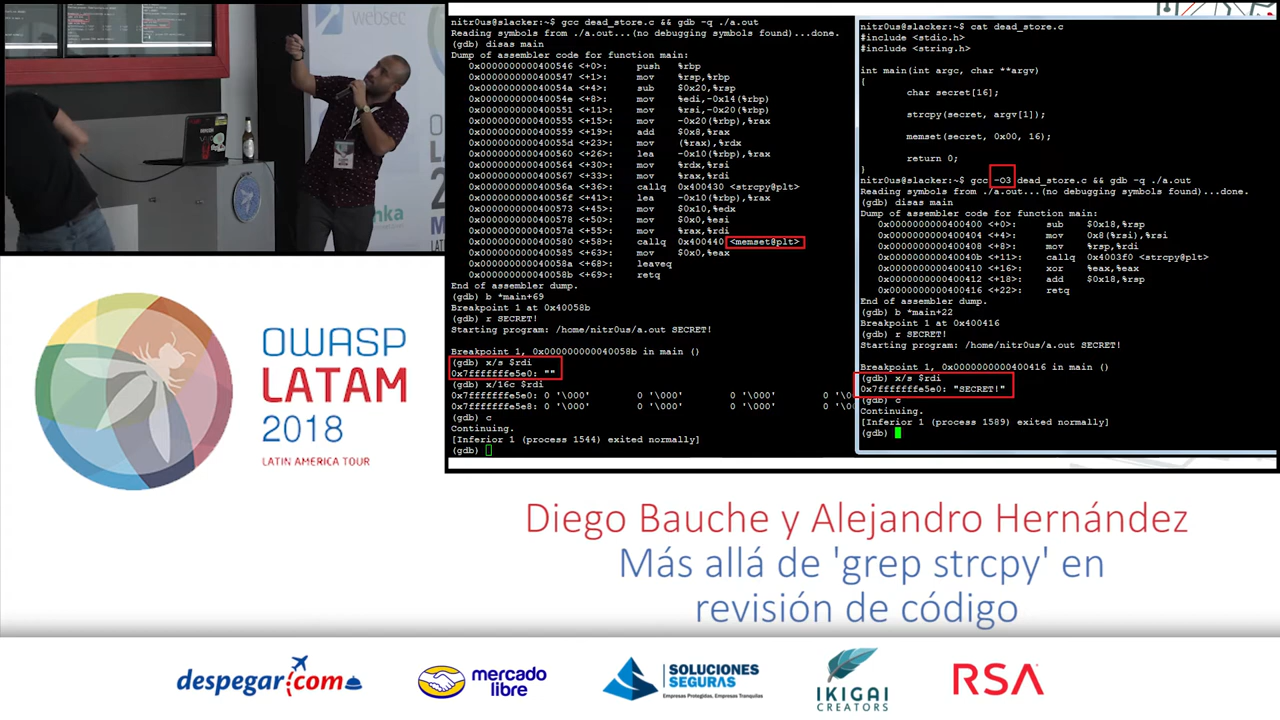 websec
nitr0us@slacker:~$ gcc dead_store.c && gdb -q ./a.out
Reading symbols from ./a.out...(no debugging symbols found)...done.
(gdb) disas main
Dump of assembler code for function main:
0x0000000000400546 <+0>: push %rbp
0x0000000000400547 <+1>: mov %rsp,%rbp
0x000000000040054a <+4>: sub $0x20,%rsp
0x000000000040054e <+8>: mov %edi,-0x14(%rbp)
0x0000000000400551 <+11>: mov %rsi,-0x20(%rbp)
0x0000000000400555 <+15>: mov -0x20(%rbp),%rax
0x0000000000400559 <+19>: add $0x8,%rax
0x000000000040055d <+23>: mov (%rax),%rdx
0x0000000000400560 <+26>: lea -0x10(%rbp),%rax
0x0000000000400564 <+30>: mov %rdx,%rsi
0x0000000000400567 <+33>: mov %rax,%rdi
0x000000000040056a <+36>: callq 0x400430 <strcpy@plt>
0x000000000040056f <+41>: lea -0x10(%rbp),%rax
0x0000000000400573 <+45>: mov $0x10,%edx
0x0000000000400578 <+50>: mov $0x0,%esi
0x000000000040057d <+55>: mov %rax,%rdi
0x0000000000400580 <+58>: callq 0x400440 <memset@plt>
0x0000000000400585 <+63>: mov $0x0,%eax
0x000000000040058a <+68>: leaveq
0x000000000040058b <+69>: retq
End of assembler dump.
(gdb) b *main+69
Breakpoint 1 at 0x40058b
(gdb) r SECRET!
Starting program: /home/nitr0us/a.out SECRET!
Breakpoint 1, 0x000000000040058b in main ()
(gdb) x/s $rdi
0x7fffffffe5e0: ""
(gdb) x/16c $rdi
0x7fffffffe5e0: 0 '\000' 0 '\000' 0 '\000' 0 '\0
0x7fffffffe5e8: 0 '\000' 0 '\000' 0 '\000' 0 '\0
(gdb) c
Continuing.
[Inferior 1 (process 1544) exited normally]
(gdb)
nitr0us@slacker:~$ cat dead_store.c
#include <stdio.h>
#include <string.h>
int main(int argc, char **argv)
{
char secret[16];
strcpy(secret, argv[1]);
memset(secret, 0x00, 16);
return 0;
}
nitr0us@slacker:~$ gcc -O3 dead_store.c && gdb -q ./a.out
Reading symbols from ./a.out...(no debugging symbols found)...done.
(gdb) disas main
Dump of assembler code for function main:
0x0000000000400400 <+0>: sub $0x18,%rsp
0x0000000000400404 <+4>: mov 0x8(%rsi),%rsi
0x0000000000400408 <+8>: mov %rsp,%rdi
0x000000000040040b <+11>: callq 0x4003f0 <strcpy@plt>
0x0000000000400410 <+16>: xor %eax,%eax
0x0000000000400412 <+18>: add $0x18,%rsp
0x0000000000400416 <+22>: retq
End of assembler dump.
(gdb) b *main+22
Breakpoint 1 at 0x400416
(gdb) r SECRET!
Starting program: /home/nitr0us/a.out SECRET!
Breakpoint 1, 0x0000000000400416 in main ()
(gdb) x/s $rdi
0x7fffffffe5e0: "SECRET!"
(gdb) c
Continuing.
[Inferior 1 (process 1589) exited normally]
(gdb)
OWASP
LATAM
2018
LATIN AMERICA TOUR
Diego Bauche y Alejandro Hernández
Más allá de 'grep strcpy' en
revisión de código
despegar.com
mercado
libre
SOLUCIONES
SEGURAS
Empresas Protegidas, Empresas Tranquilas
IKIGAI
CREATORS
RSA